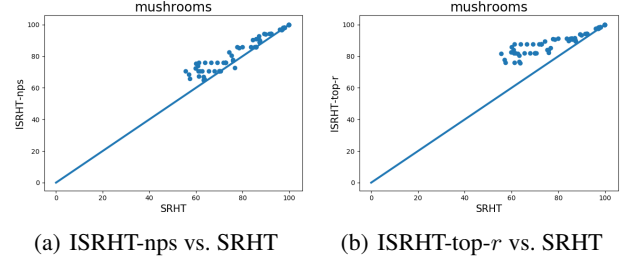 mushrooms
100
80
60
40
20
0
ISRHT-nps
0 20 40 60 80 100
SRHT
(a) ISRHT-nps vs. SRHT
mushrooms
100
80
60
40
20
0
ISRHT-top-r
0 20 40 60 80 100
SRHT
(b) ISRHT-top-r vs. SRHT